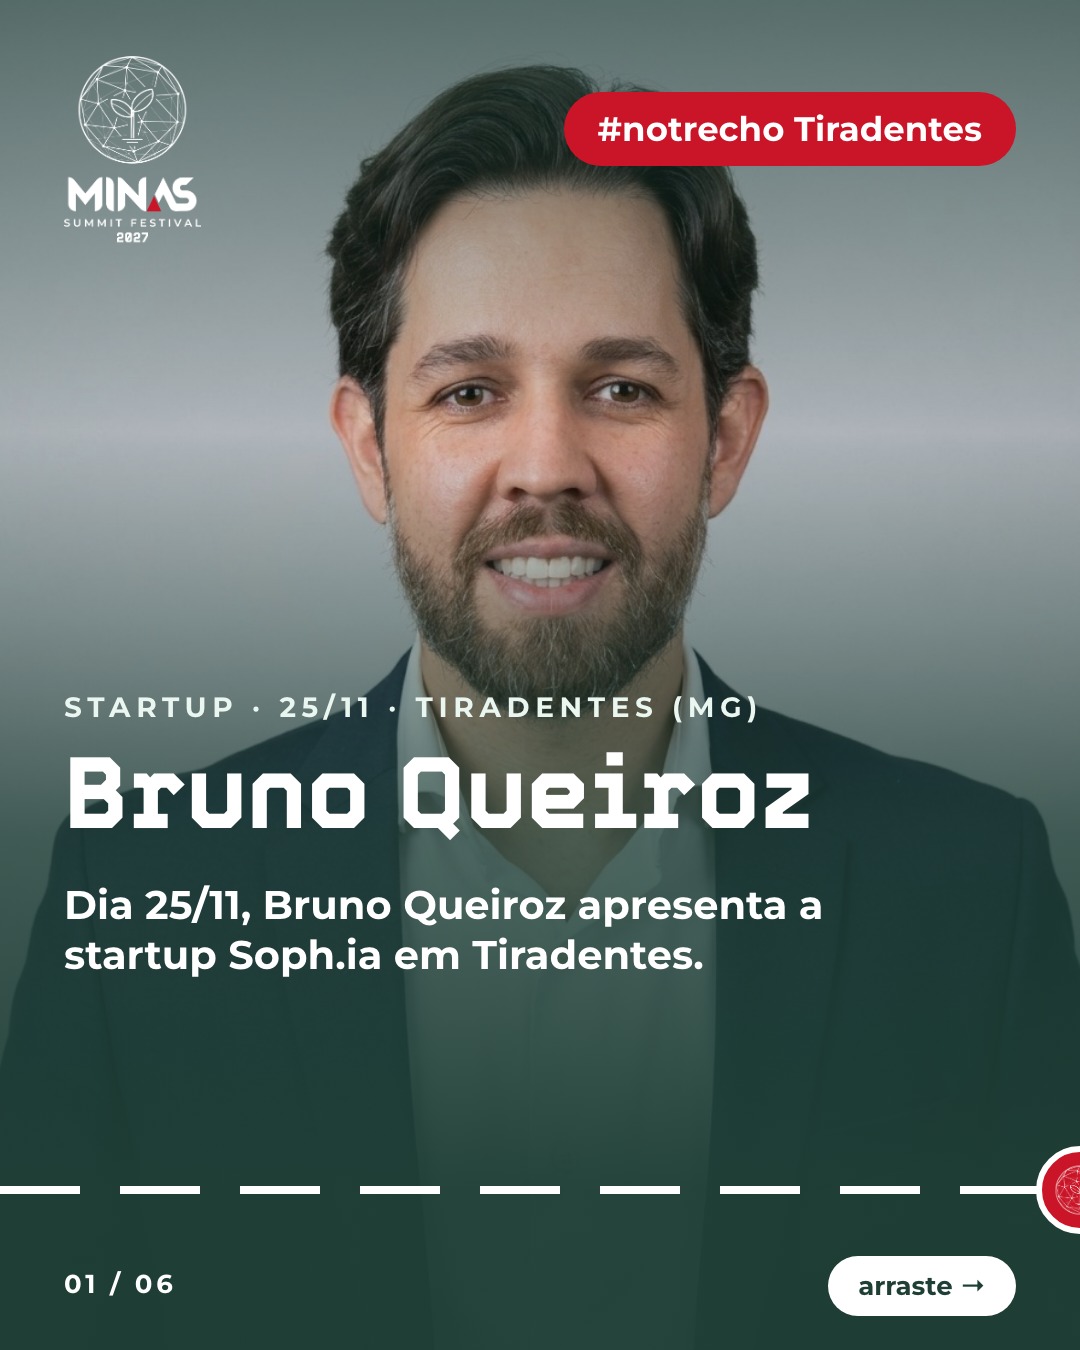 MINAS
SUMMIT FESTIVAL
2027
#notrecho Tiradentes
STARTUP · 25/11 · TIRADENTES (MG)
Bruno Queiroz
Dia 25/11, Bruno Queiroz apresenta a
startup Soph.ia em Tiradentes.
01 / 06
arraste →